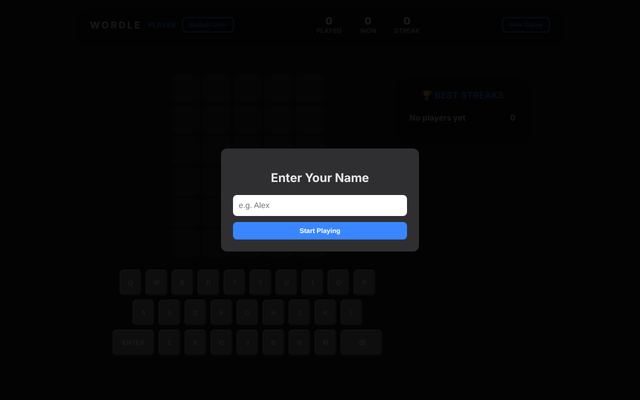 WORDLE PLAYER
0 0 0
PLAYED WON STREAK
New Game
🏆 BEST STREAKS
No players yet 0
Enter Your Name
e.g. Alex
Start Playing
Q W E R T Y U I O P
A S D F G H J K L
ENTER Z X C V B N M ⌫